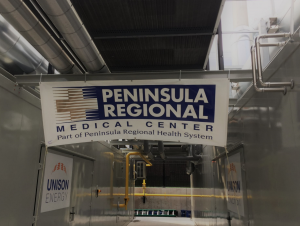 PENINSULA
REGIONAL
MEDICAL CENTER
Part of Peninsula Regional Health System
UNISON
ENERGY